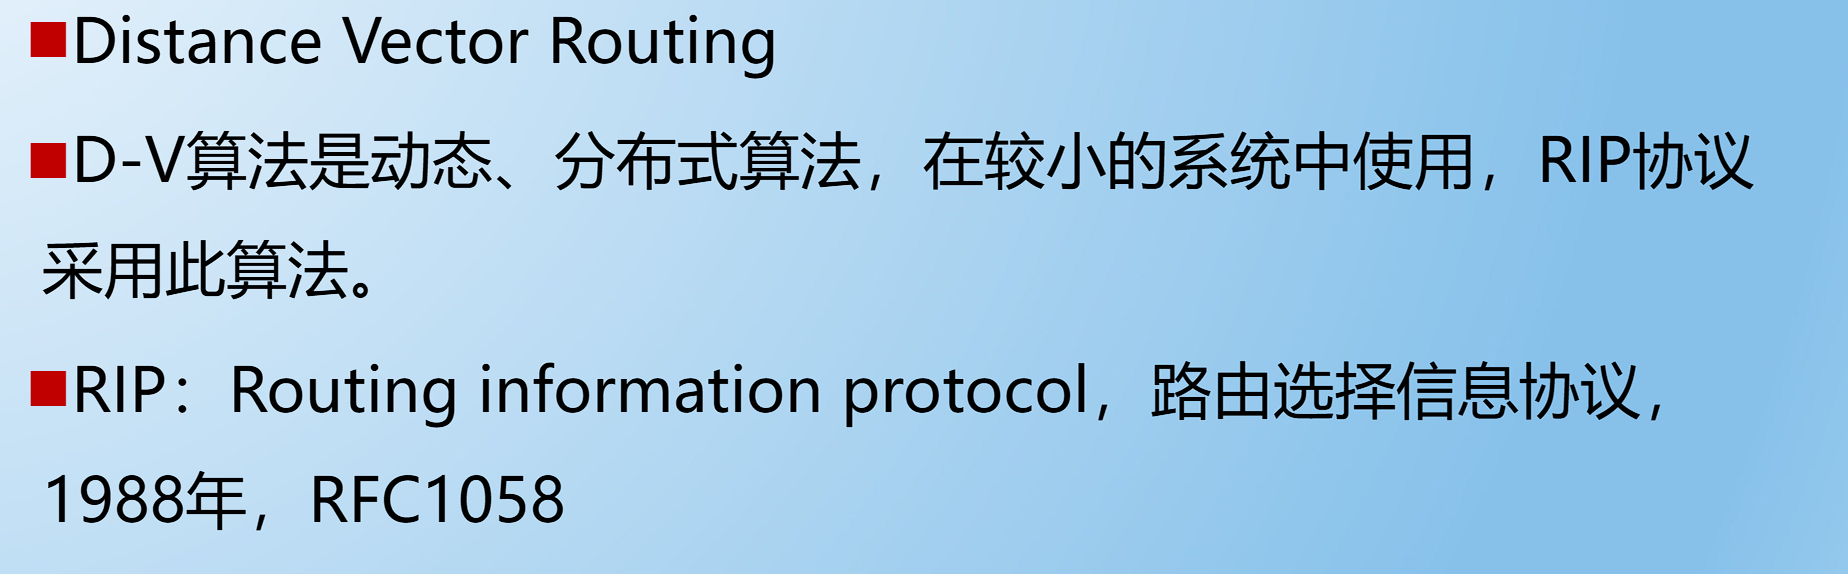 Distance Vector Routing
D-V算法是动态、分布式算法，在较小的系统中使用，RIP协议
采用此算法。
RIP：Routing information protocol，路由选择信息协议，
1988年，RFC1058